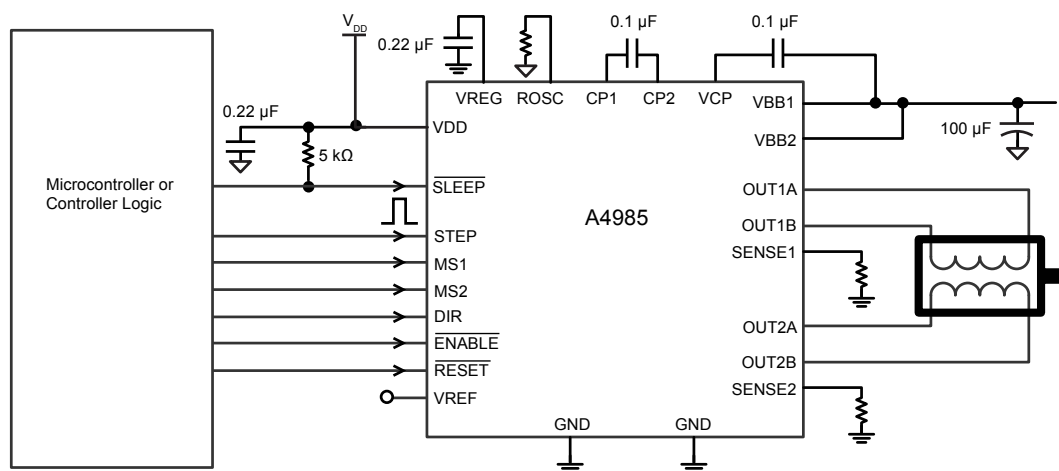 V_DD
0.22 µF
0.1 µF
0.1 µF
VREG
ROSC
CP1
CP2
VCP
VBB1
0.22 µF
VDD
VBB2
100 µF
5 kΩ
Microcontroller or
Controller Logic
SLEEP
OUT1A
A4985
OUT1B
STEP
SENSE1
MS1
MS2
DIR
OUT2A
ENABLE
OUT2B
RESET
SENSE2
VREF
GND
GND